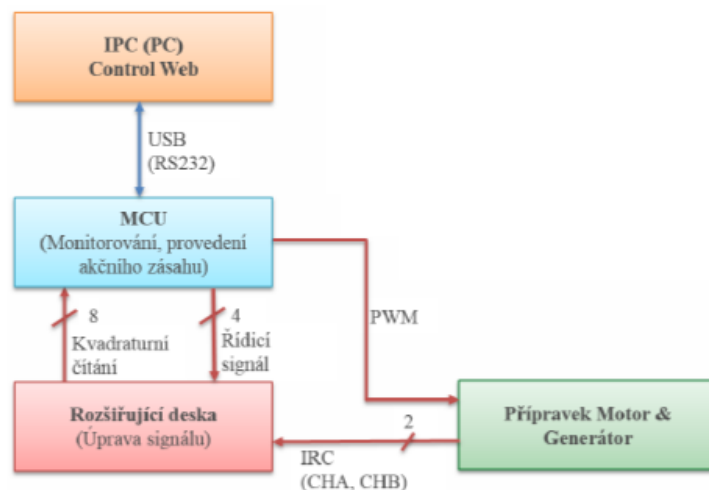 IPC (PC)
Control Web
USB
(RS232)
MCU
(Monitorování, provedení
akčního zásahu)
8
4
Kvadraturní
čítání
Řídicí
signál
PWM
Rozšiřující deska
(Úprava signálu)
2
IRC
(CHA, CHB)
Přípravek Motor &
Generátor